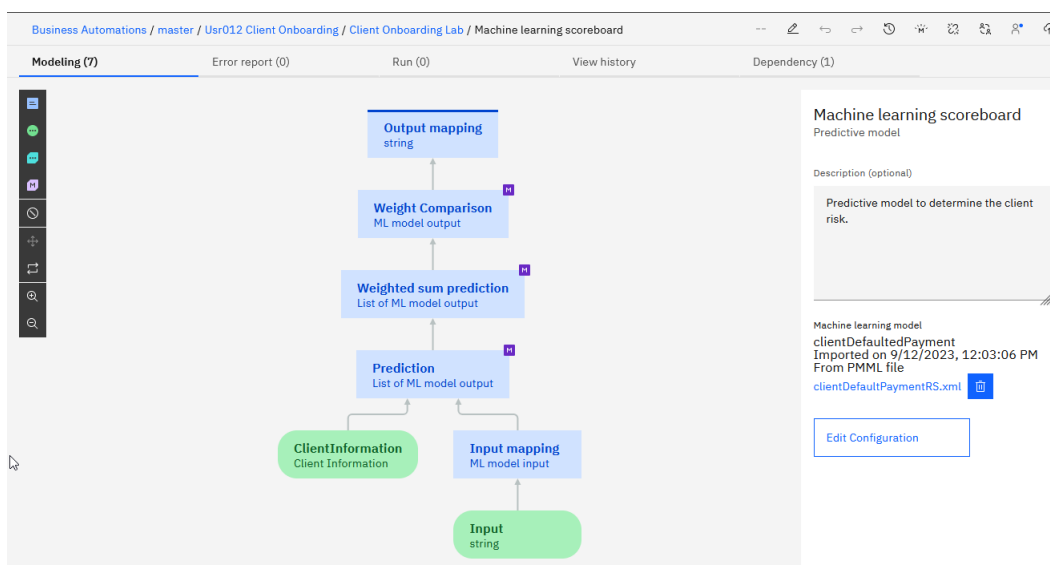 Business Automations / master / Usr012 Client Onboarding / Client Onboarding Lab / Machine learning scoreboard
--
Modeling (7)
Error report (0)
Run (0)
View history
Dependency (1)
M
Output mapping
string
M
Weight Comparison
ML model output
M
Weighted sum prediction
List of ML model output
M
Prediction
List of ML model output
ClientInformation
Client Information
Input mapping
ML model input
Input
string
M
Machine learning scoreboard
Predictive model
Description (optional)
Predictive model to determine the client
risk.
Machine learning model
clientDefaultedPayment
Imported on 9/12/2023, 12:03:06 PM
From PMML file
clientDefaultPaymentRS.xml
Edit Configuration